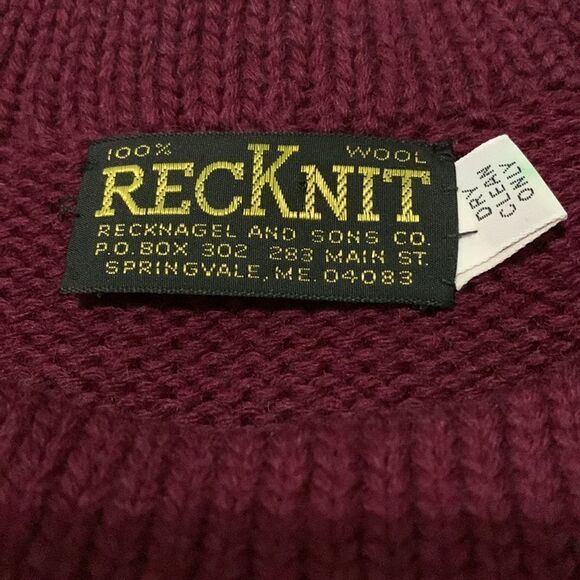 100% WOOL
RECKNIT
RECKNAGEL AND SONS CO.
P.O.BOX 302 283 MAIN ST.
SPRINGVALE, ME. 04083
DRY
CLEAN
ONLY